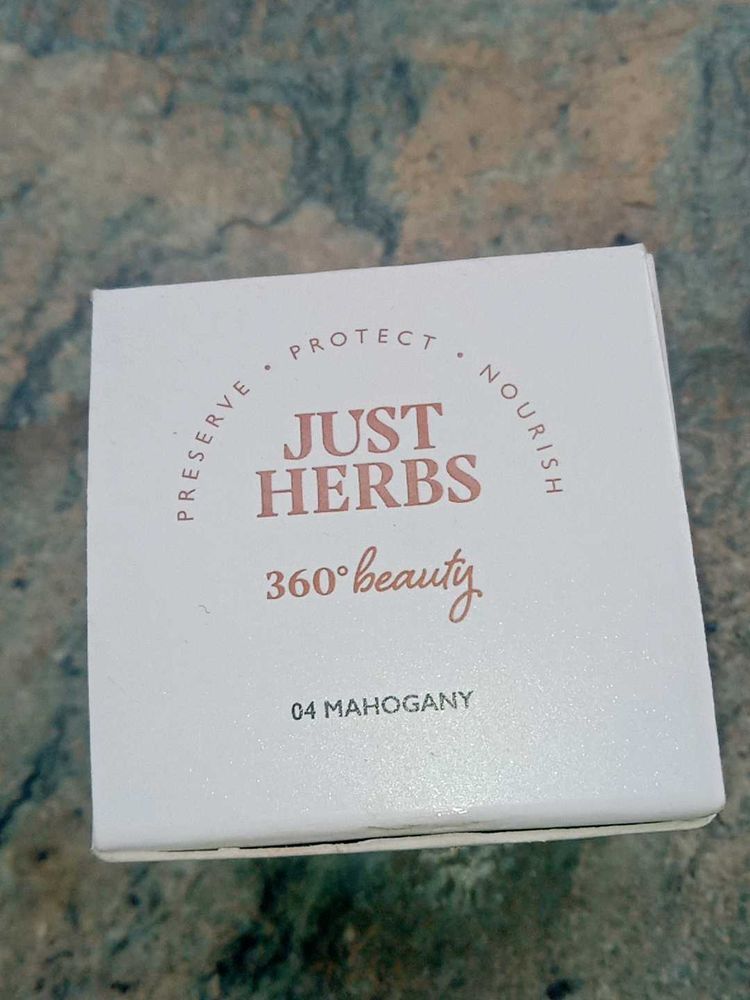 PRESERVE • PROTECT • NOURISH
JUST
HERBS
360° beauty
04 MAHOGANY